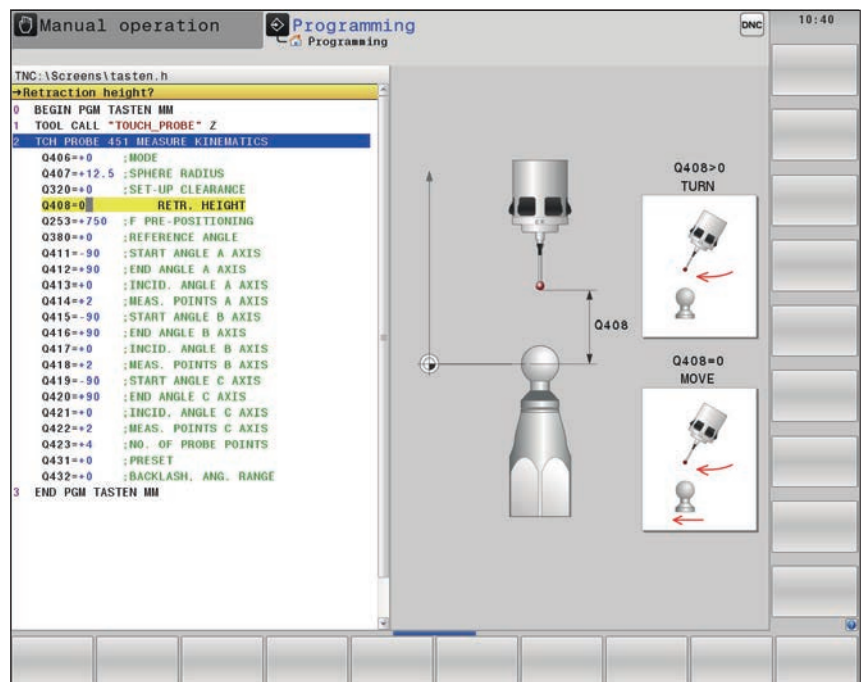 Manual operation
Programming
Programming
DNC
10:40
TNC:\Screens\tasten.h
→Retraction height?
0 BEGIN PGM TASTEN MM
1 TOOL CALL "TOUCH_PROBE" Z
2 TCH PROBE 451 MEASURE KINEMATICS
Q406=+0 ;MODE
Q407=+12.5 ;SPHERE RADIUS
Q320=+0 ;SET-UP CLEARANCE
Q408=0 RETR. HEIGHT
Q253=+750 ;F PRE-POSITIONING
Q380=+0 ;REFERENCE ANGLE
Q411=-90 ;START ANGLE A AXIS
Q412=+90 ;END ANGLE A AXIS
Q413=+0 ;INCID. ANGLE A AXIS
Q414=+2 ;MEAS. POINTS A AXIS
Q415=-90 ;START ANGLE B AXIS
Q416=+90 ;END ANGLE B AXIS
Q417=+0 ;INCID. ANGLE B AXIS
Q418=+2 ;MEAS. POINTS B AXIS
Q419=-90 ;START ANGLE C AXIS
Q420=+90 ;END ANGLE C AXIS
Q421=+0 ;INCID. ANGLE C AXIS
Q422=+2 ;MEAS. POINTS C AXIS
Q423=+4 ;NO. OF PROBE POINTS
Q431=+0 ;PRESET
Q432=+0 ;BACKLASH, ANG. RANGE
3 END PGM TASTEN MM
Q408
Q408>0
TURN
Q408=0
MOVE